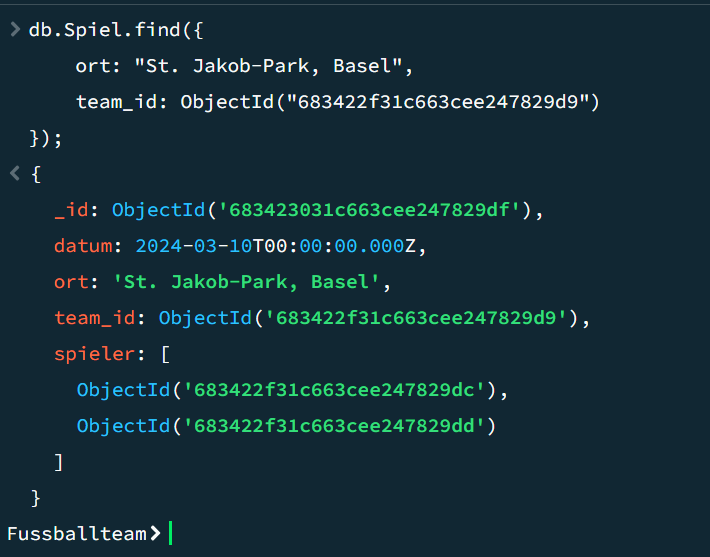 > db.Spiel.find({
ort: "St. Jakob-Park, Basel",
team_id: ObjectId("683422f31c663cee247829d9")
});
< {
_id: ObjectId('683423031c663cee247829df'),
datum: 2024-03-10T00:00:00.000Z,
ort: 'St. Jakob-Park, Basel',
team_id: ObjectId('683422f31c663cee247829d9'),
spieler: [
ObjectId('683422f31c663cee247829dc'),
ObjectId('683422f31c663cee247829dd')
]
}
Fussballteam>